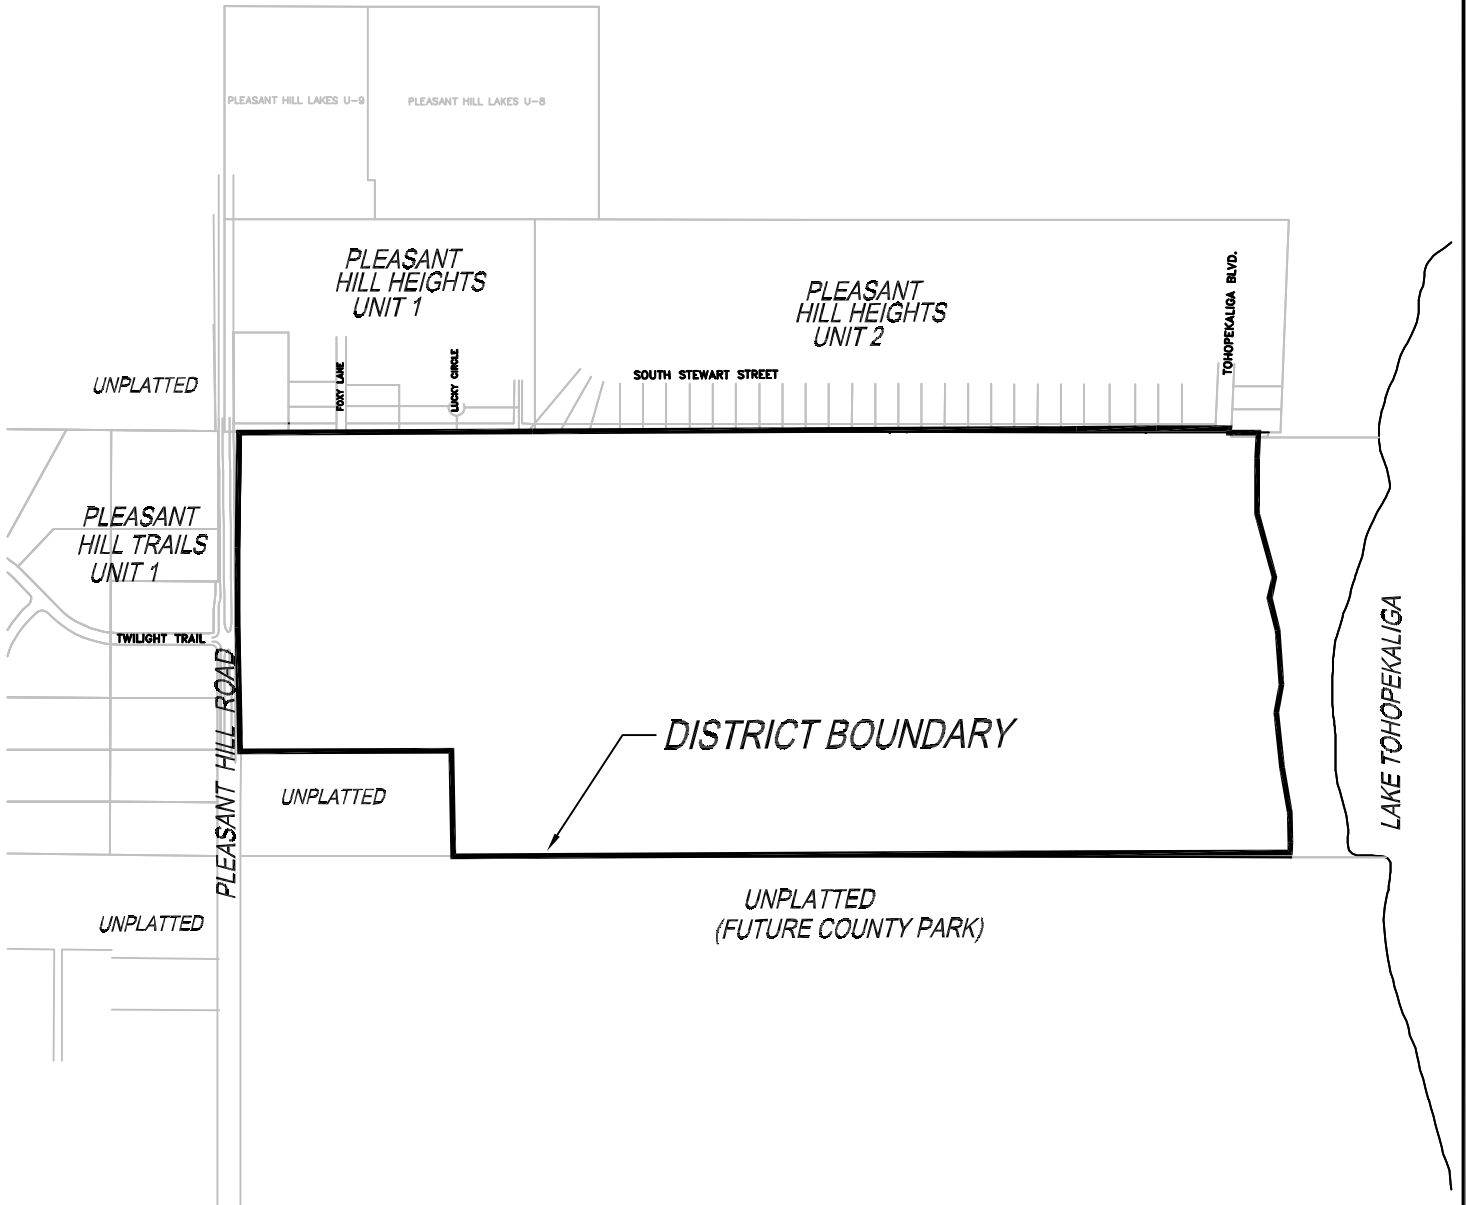 PLEASANT HILL LAKES U-9
PLEASANT HILL LAKES U-8
PLEASANT
HILL HEIGHTS
UNIT 1
PLEASANT
HILL HEIGHTS
UNIT 2
TOHOPEKALIGA BLVD.
UNPLATTED
FOXY LANE
LUCKY CIRCLE
SOUTH STEWART STREET
PLEASANT
HILL TRAILS
UNIT 1
TWILIGHT TRAIL
PLEASANT HILL ROAD
DISTRICT BOUNDARY
LAKE TOHOPEKALIGA
UNPLATTED
UNPLATTED
UNPLATTED
(FUTURE COUNTY PARK)